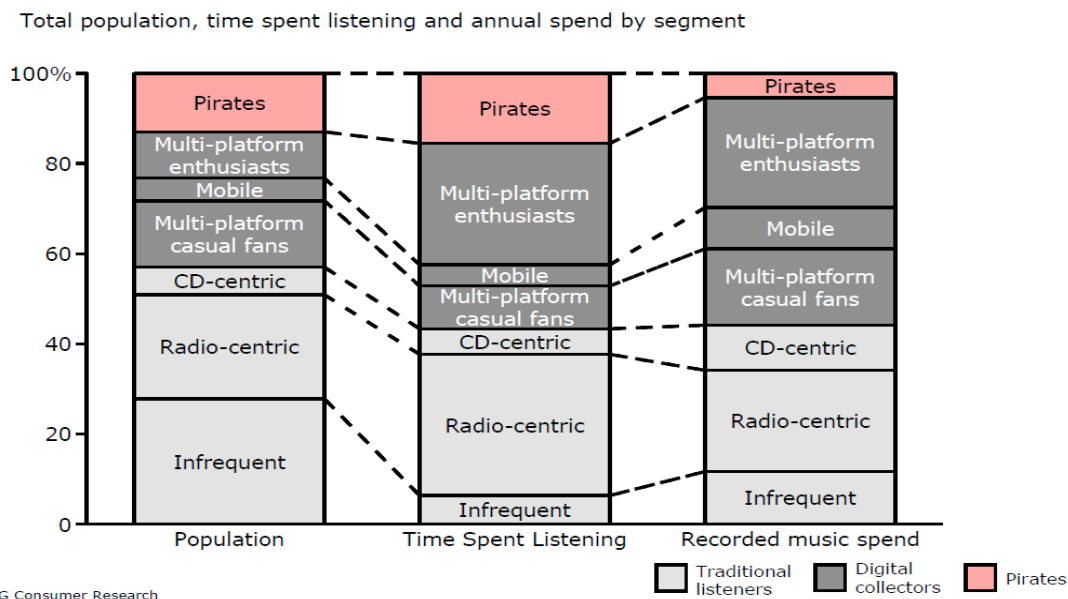 Total population, time spent listening and annual spend by segment
100%
80
60
40
20
0
Pirates
Multi-platform
enthusiasts
Mobile
Multi-platform
casual fans
CD-centric
Radio-centric
Infrequent
Pirates
Multi-platform
enthusiasts
Mobile
Multi-platform
casual fans
CD-centric
Radio-centric
Infrequent
Pirates
Multi-platform
enthusiasts
Mobile
Multi-platform
casual fans
CD-centric
Radio-centric
Infrequent
Population
Time Spent Listening
Recorded music spend
Traditional
listeners
Digital
collectors
Pirates
G Consumer Research